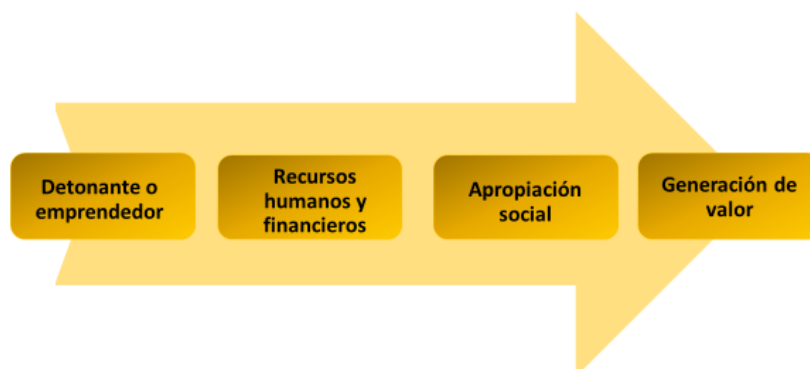 Detonante o
emprendedor
Recursos
humanos y
financieros
Apropiación
social
Generación de
valor